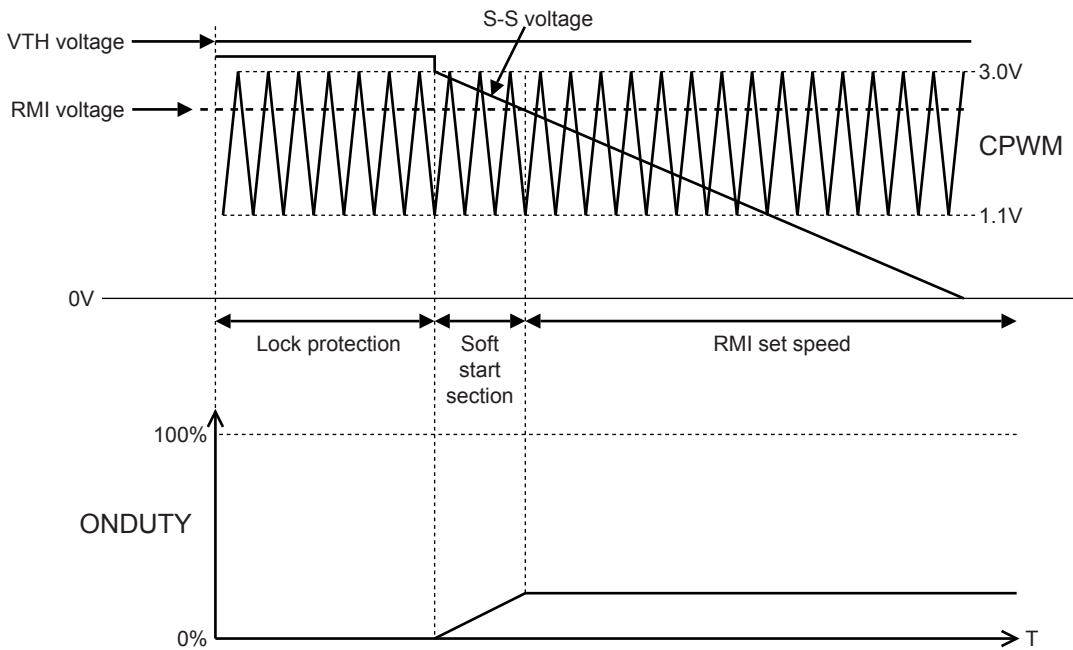 S-S voltage
VTH voltage
3.0V
RMI voltage
CPWM
1.1V
0V
Lock protection
Soft
start
section
RMI set speed
100%
ONDUTY
0%
T